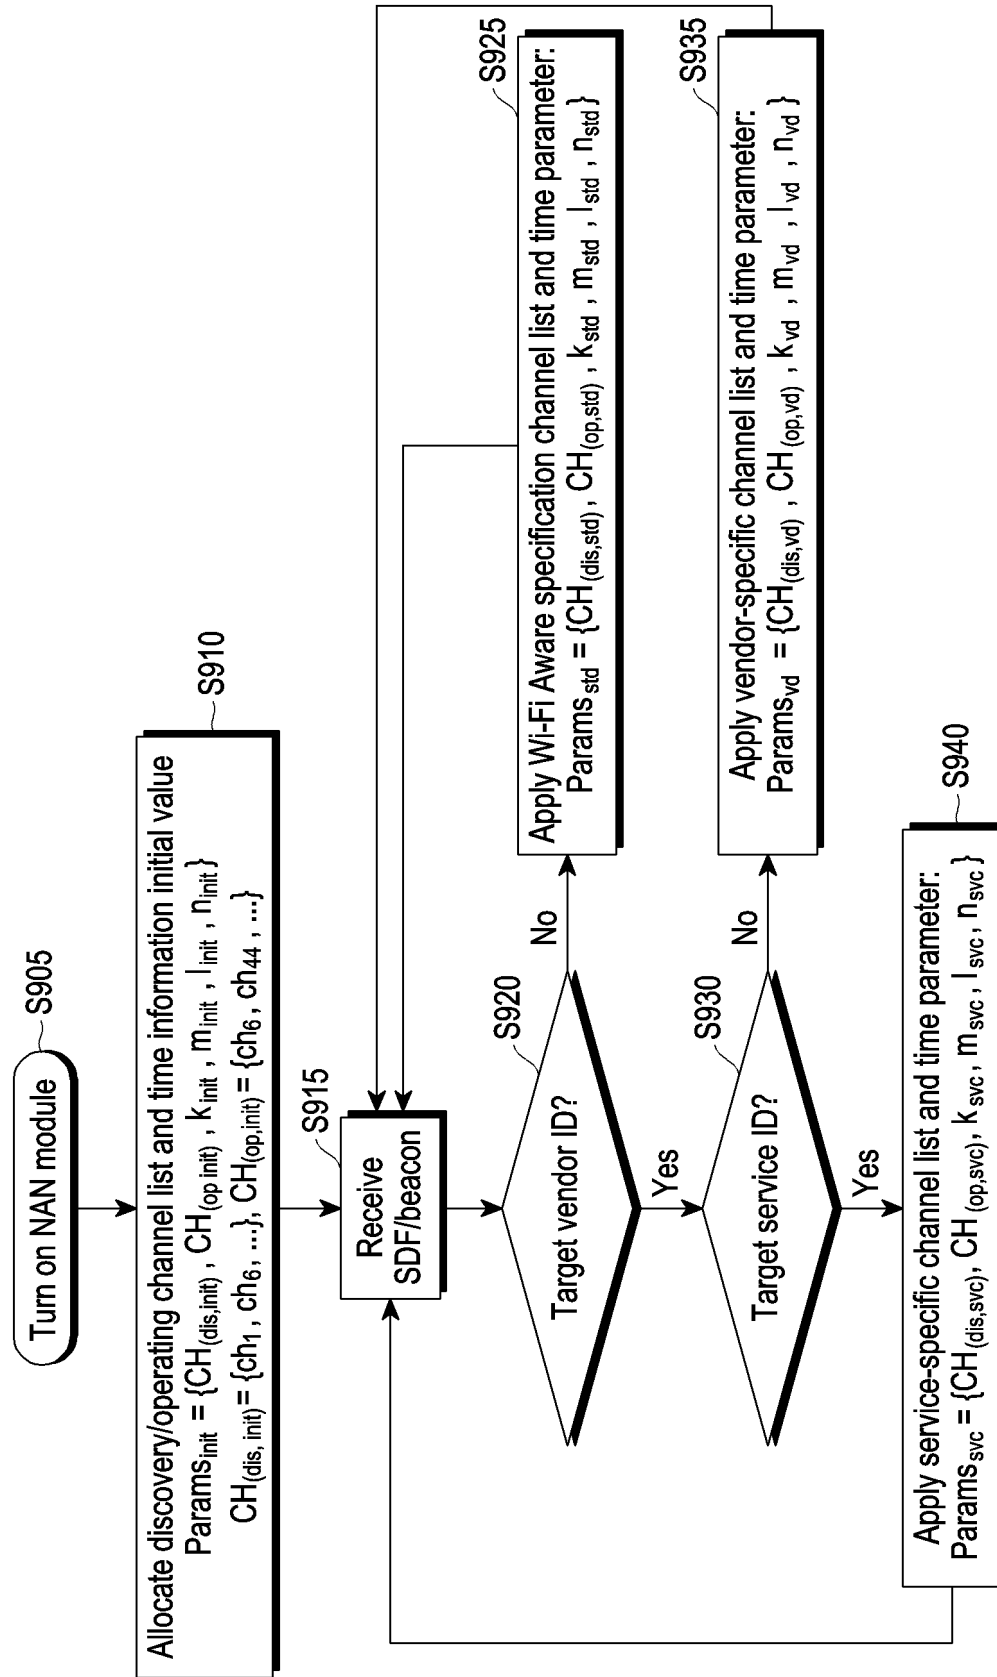 Turn on NAN module
S905
Allocate discovery/operating channel list and time information initial value
Params_init = {CH_(dis,init), CH_(op init), k_init, m_init, l_init, n_init}
CH_(dis, init) = {ch_1, ch_6, ...}, CH_(op,init) = {ch_6, ch_44, ...}
S910
Receive
SDF/beacon
S915
Target vendor ID?
S920
No
Yes
Apply Wi-Fi Aware specification channel list and time parameter:
Params_std = {CH_(dis,std), CH_(op,std), k_std, m_std, l_std, n_std}
S925
Target service ID?
S930
No
Yes
Apply vendor-specific channel list and time parameter:
Params_vd = {CH_(dis,vd), CH_(op,vd), k_vd, m_vd, l_vd, n_vd}
S935
Apply service-specific channel list and time parameter:
Params_svc = {CH_(dis,svc), CH_(op,svc), k_svc, m_svc, l_svc, n_svc}
S940